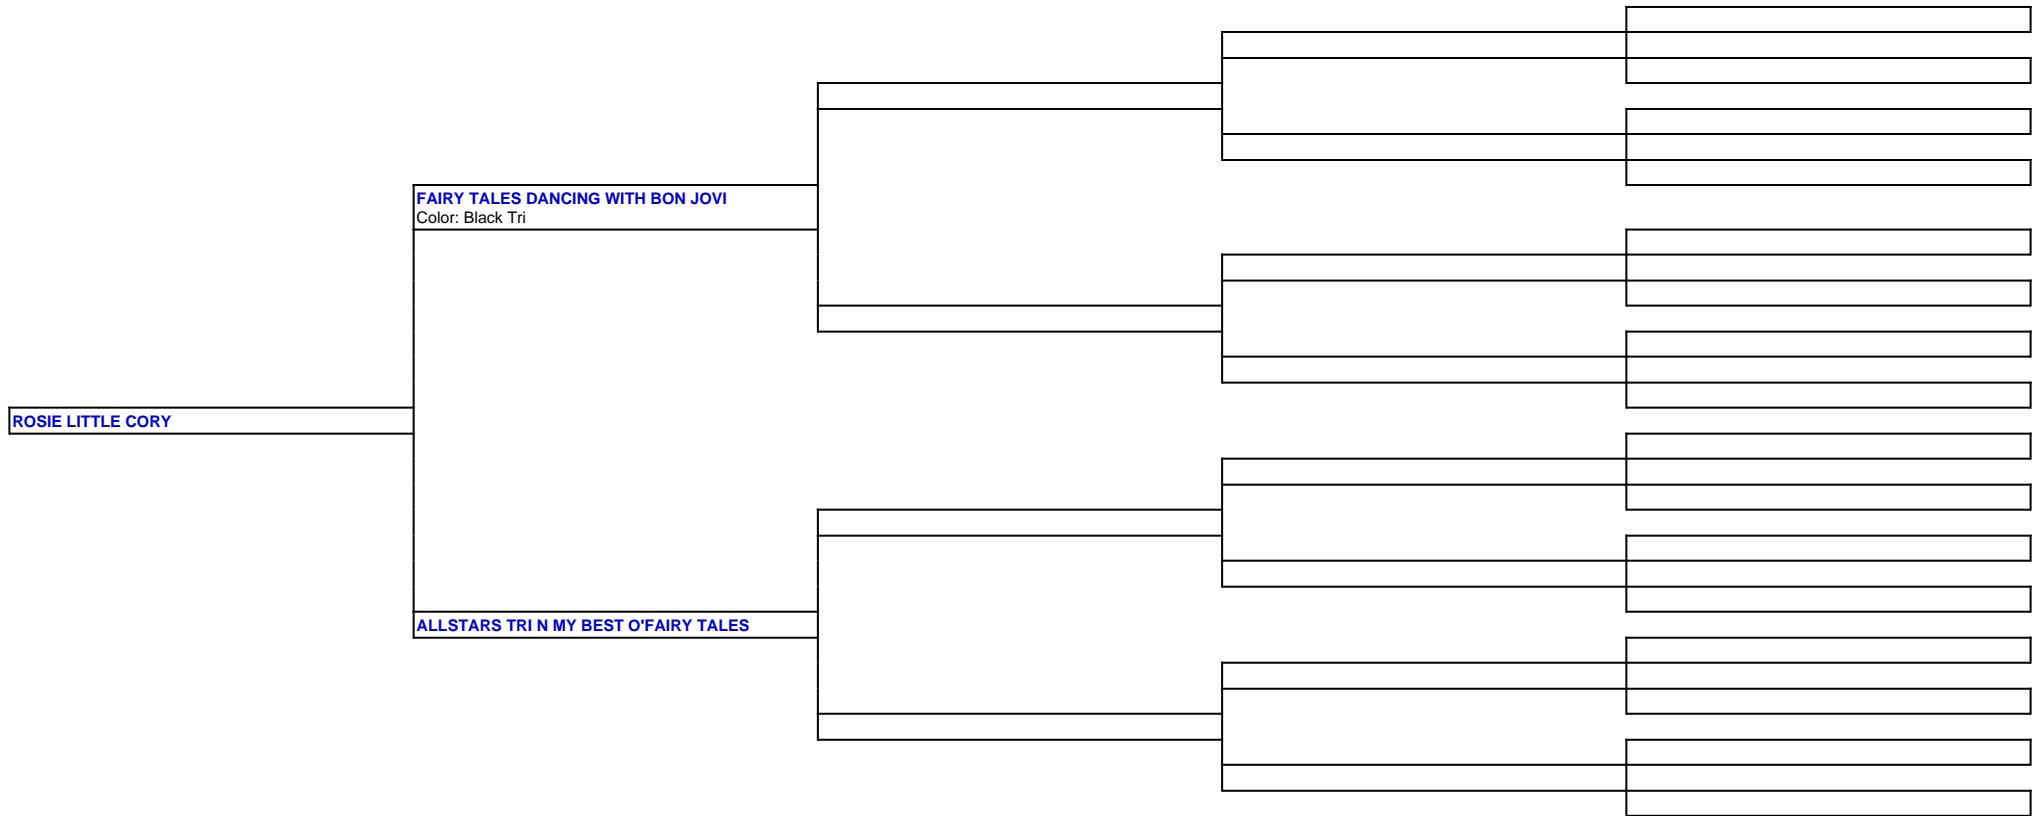 FAIRY TALES DANCING WITH BON JOVI
Color: Black Tri
ROSIE LITTLE CORY
ALLSTARS TRI N MY BEST O'FAIRY TALES